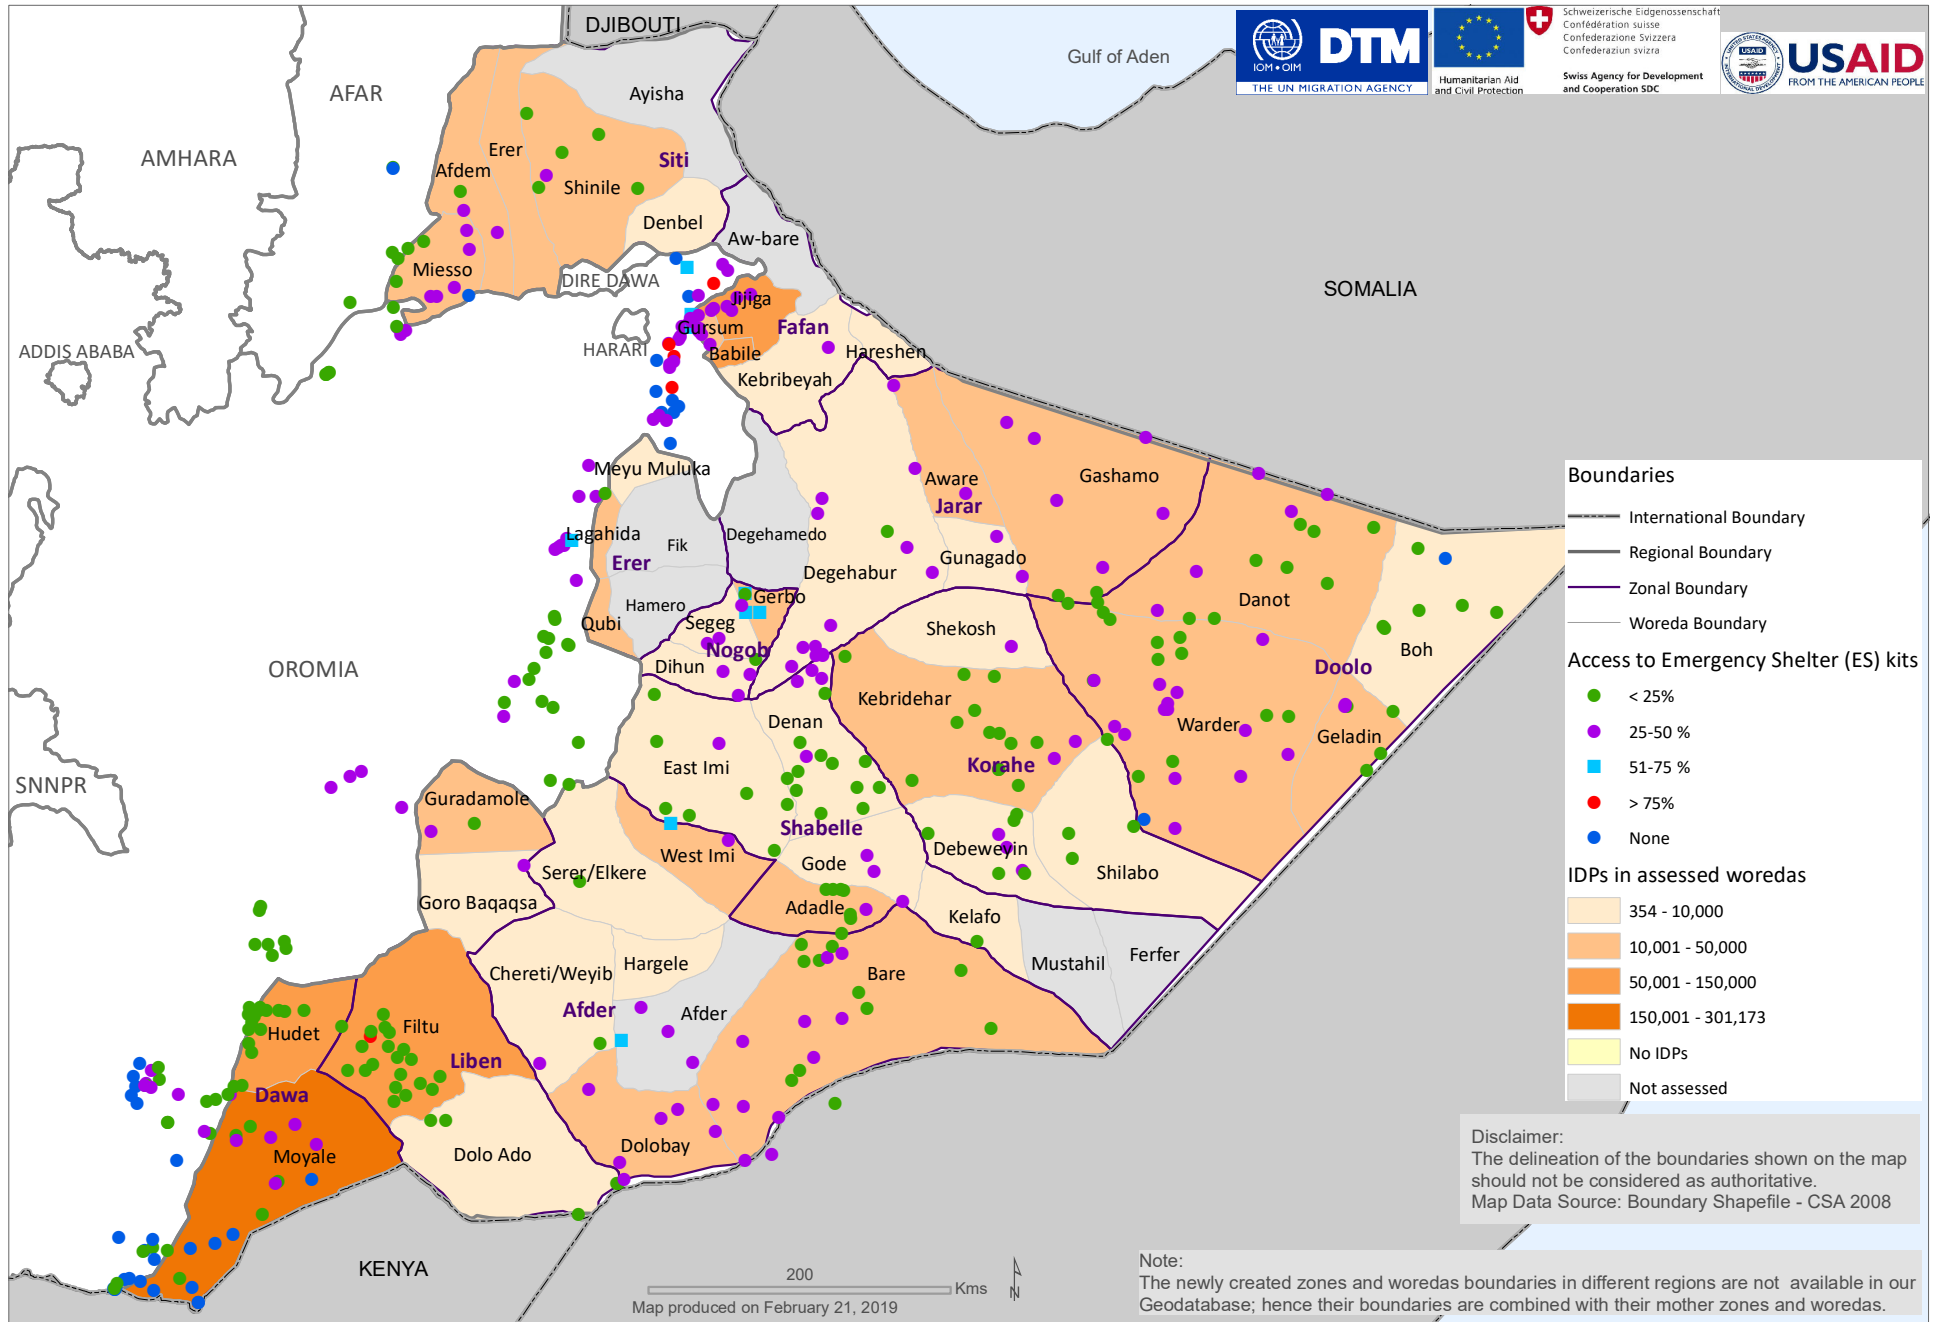 DJIBOUTI
Gulf of Aden
IOM • OIM
DTM
THE UN MIGRATION AGENCY
Humanitarian Aid
and Civil Protection
Schweizerische Eidgenossenschaft
Confédération suisse
Confederazione Svizzera
Confederaziun svizra
Swiss Agency for Development
and Cooperation SDC
USAID
USAID
FROM THE AMERICAN PEOPLE
AFAR
AMHARA
Ayisha
Erer
Afdem
Siti
Shinile
Denbel
Aw-bare
Miesso
DIRE DAWA
SOMALIA
Jijiga
Gursum
Fafan
HARARI
ADDIS ABABA
Babile
Hareshen
Kebribeyah
Meyu Muluka
Aware
Gashamo
Jarar
Lagahida
Degehamedo
Fik
Erer
Gunagado
Degehabur
Hamero
Gerbo
Danot
Qubi
Segeg
Shekosh
Nogob
Boh
OROMIA
Dihun
Doolo
Kebridehar
Denan
Warder
Geladin
East Imi
Korahe
SNNPR
Guradamole
Shabelle
Debeweyin
West Imi
Gode
Serer/Elkere
Shilabo
Goro Baqaqsa
Adadle
Kelafo
Ferfer
Chereti/Weyib
Hargele
Mustahil
Bare
Afder
Afder
Hudet
Filtu
Liben
Dawa
Dolobay
Dolo Ado
Moyale
KENYA
Boundaries
International Boundary
Regional Boundary
Zonal Boundary
Woreda Boundary
Access to Emergency Shelter (ES) kits
< 25%
25-50 %
51-75 %
> 75%
None
IDPs in assessed woredas
354 - 10,000
10,001 - 50,000
50,001 - 150,000
150,001 - 301,173
No IDPs
Not assessed
Disclaimer:
The delineation of the boundaries shown on the map
should not be considered as authoritative.
Map Data Source: Boundary Shapefile - CSA 2008
200
Kms
N
Map produced on February 21, 2019
Note:
The newly created zones and woredas boundaries in different regions are not available in our
Geodatabase; hence their boundaries are combined with their mother zones and woredas.